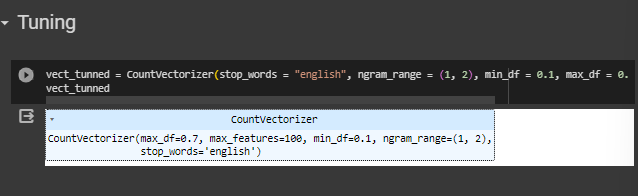 Tuning
vect_tunned = CountVectorizer(stop_words = "english", ngram_range = (1, 2), min_df = 0.1, max_df = 0.
vect_tunned
CountVectorizer
CountVectorizer(max_df=0.7, max_features=100, min_df=0.1, ngram_range=(1, 2),
stop_words='english')